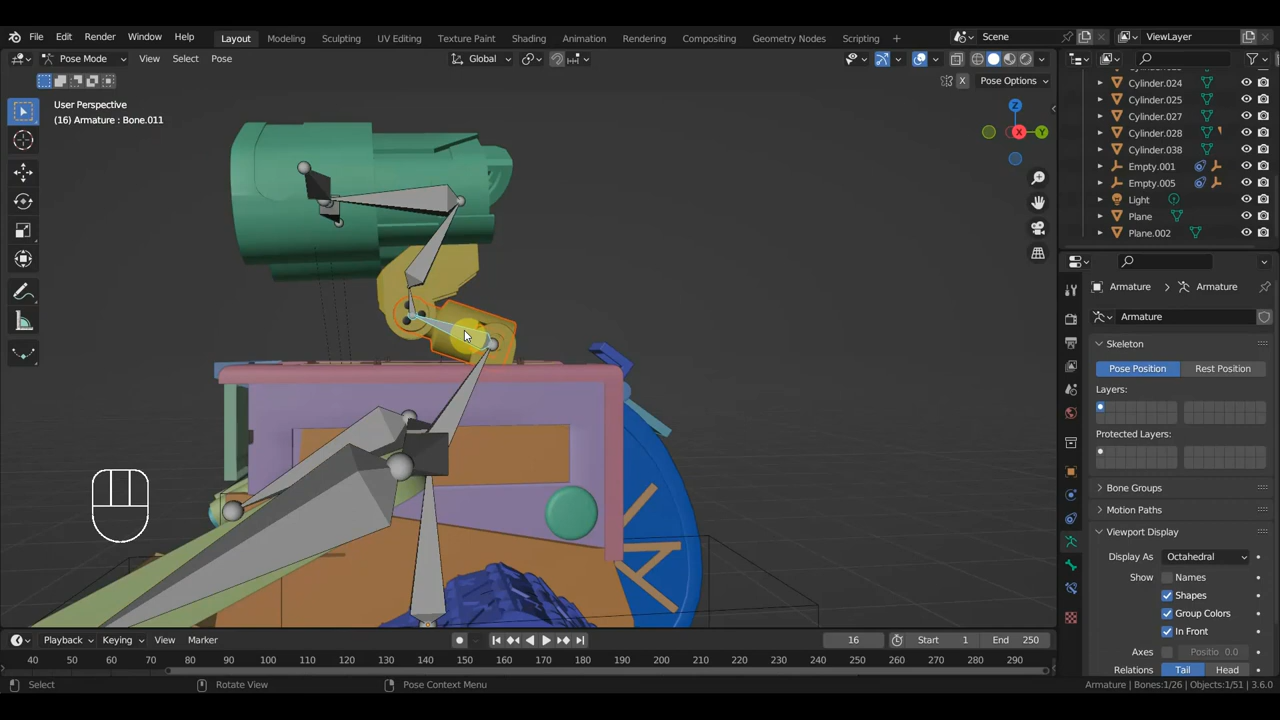 File Edit Render Window Help
Layout Modeling Sculpting UV Editing Texture Paint Shading Animation Rendering Compositing Geometry Nodes Scripting +
Scene
ViewLayer
Pose Mode View Select Pose
Global
X Pose Options
User Perspective
(16) Armature : Bone.011
Z
X
Y
Cylinder.024
Cylinder.025
Cylinder.027
Cylinder.028
Cylinder.038
Empty.001
Empty.005
Light
Plane
Plane.002
Armature
Armature
Armature
Skeleton
Pose Position Rest Position
Layers:
Protected Layers:
Bone Groups
Motion Paths
Viewport Display
Display As Octahedral
Show Names
Shapes
Group Colors
In Front
Axes Positio 0.0
Relations Tail Head
Playback Keying View Marker
16
Start 1
End 250
40 50 60 70 80 90 100 110 120 130 140 150 160 170 180 190 200 210 220 230 240 250 260 270 280 290
Select
Rotate View
Pose Context Menu
Armature | Bones:1/26 | Objects:1/51 | 3.6.0